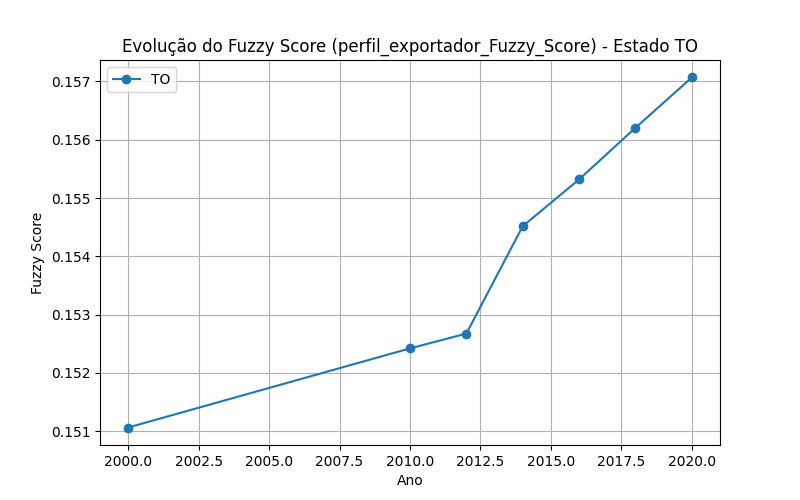 Evolução do Fuzzy Score (perfil_exportador_Fuzzy_Score) - Estado TO
TO
0.157
0.156
0.155
0.154
0.153
0.152
0.151
Fuzzy Score
2000.0 2002.5 2005.0 2007.5 2010.0 2012.5 2015.0 2017.5 2020.0
Ano